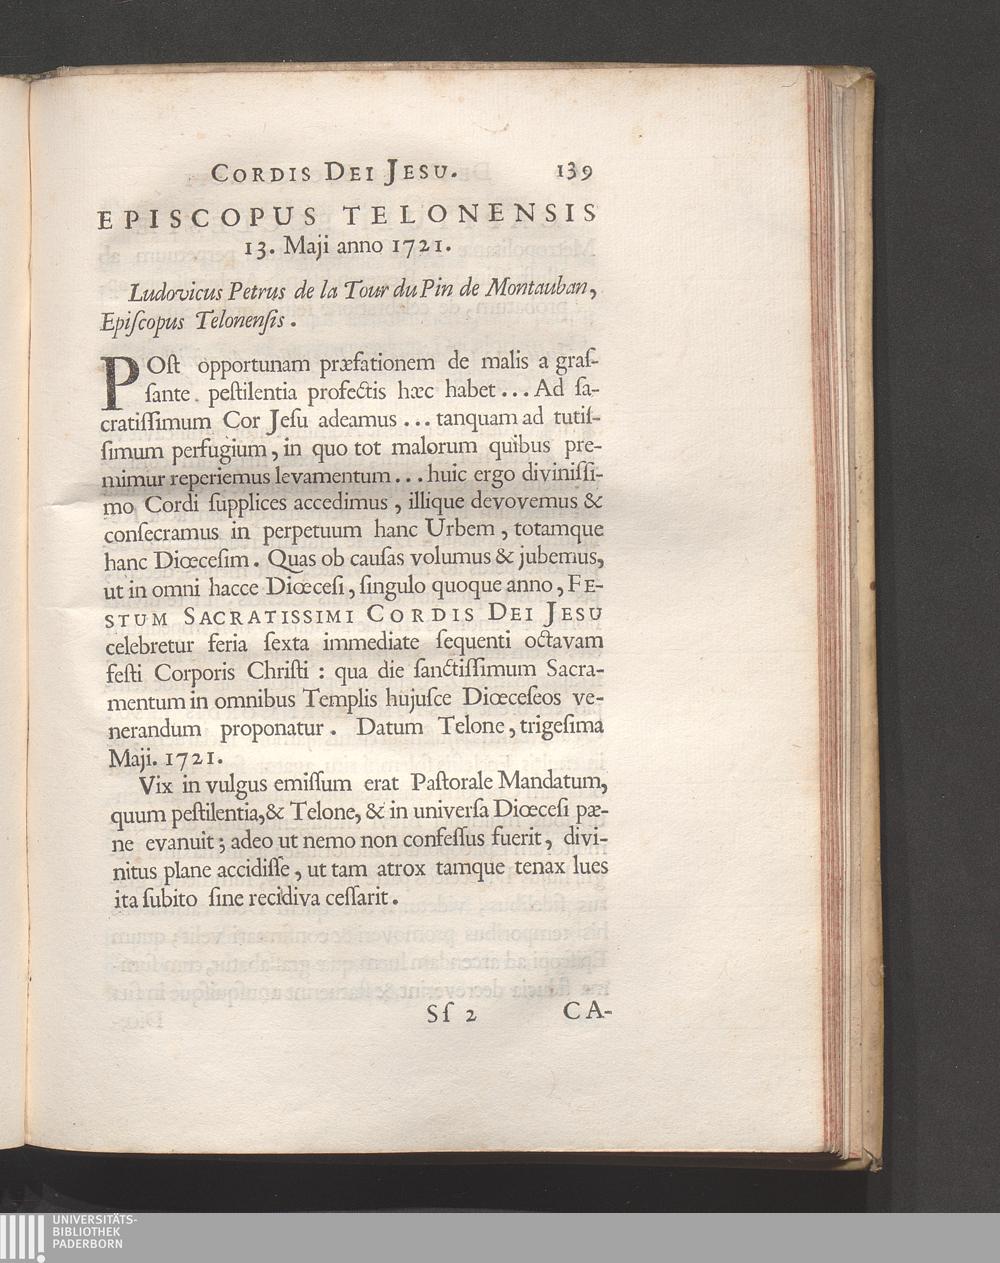 CORDIS DEI JESU. 139
EPISCOPUS TELONENSIS
13. Maji anno 1721.
Ludovicus Petrus de la Tour du Pin de Montauban,
Epiſcopus Telonenſis.
POſt opportunam præfationem de malis a graſ-
ſante peſtilentia profectis hæc habet... Ad ſa-
cratiſſimum Cor Jeſu adeamus... tanquam ad tutiſ-
ſimum perfugium, in quo tot malorum quibus pre-
mimur reperiemus levamentum... huic ergo diviniſſi-
mo Cordi ſupplices accedimus, illique devovemus &
conſecramus in perpetuum hanc Urbem, totamque
hanc Diœceſim. Quas ob cauſas volumus & jubemus,
ut in omni hacce Diœceſi, ſingulo quoque anno, FE-
STUM SACRATISSIMI CORDIS DEI JESU
celebretur feria ſexta immediate ſequenti octavam
feſti Corporis Chriſti : qua die ſanctiſſimum Sacra-
mentum in omnibus Templis hujuſce Diœceſeos ve-
nerandum proponatur. Datum Telone, trigeſima
Maji. 1721.
Vix in vulgus emiſſum erat Paſtorale Mandatum,
quum peſtilentia, & Telone, & in univerſa Diœceſi pæ-
ne evanuit; adeo ut nemo non confeſſus fuerit, divi-
nitus plane accidiſſe, ut tam atrox tamque tenax lues
ita ſubito ſine recidiva ceſſarit.
Sſ 2 CA-
UNIVERSITÄTS-
BIBLIOTHEK
PADERBORN